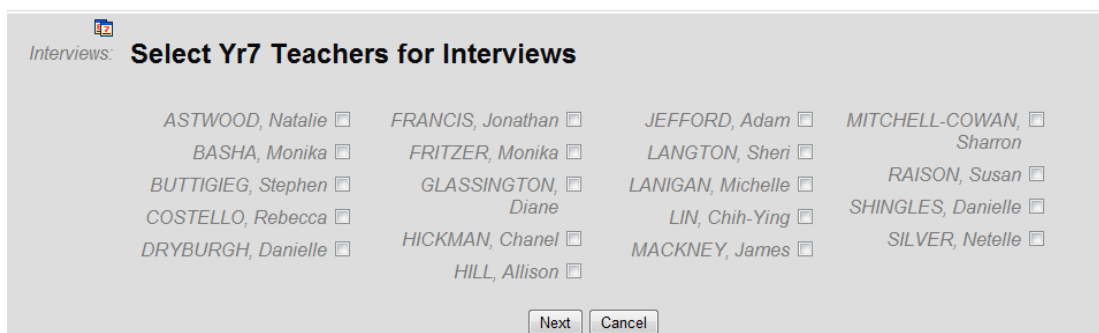 Interviews: Select Yr7 Teachers for Interviews
ASTWOOD, Natalie
BASHA, Monika
BUTTIGIEG, Stephen
COSTELLO, Rebecca
DRYBURGH, Danielle
FRANCIS, Jonathan
FRITZER, Monika
GLASSINGTON,
Diane
HICKMAN, Chanel
HILL, Allison
JEFFORD, Adam
LANGTON, Sheri
LANIGAN, Michelle
LIN, Chih-Ying
MACKNEY, James
MITCHELL-COWAN,
Sharron
RAISON, Susan
SHINGLES, Danielle
SILVER, Netelle
Next Cancel